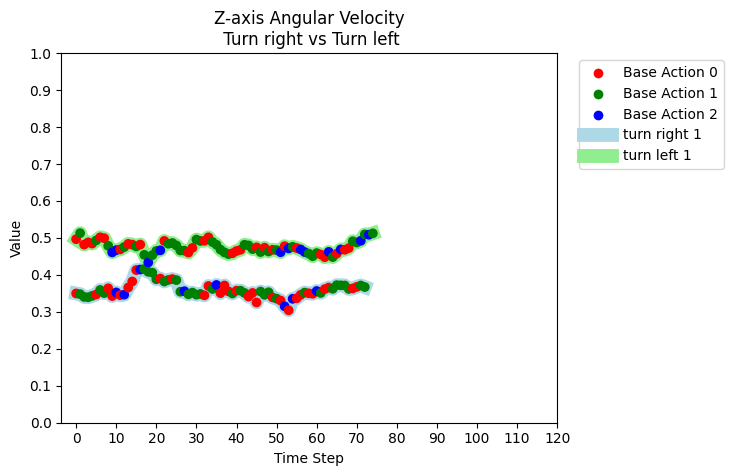 Z-axis Angular Velocity
Turn right vs Turn left
1.0
0.9
0.8
0.7
0.6
0.5
0.4
0.3
0.2
0.1
0.0
Value
0 10 20 30 40 50 60 70 80 90 100 110 120
Time Step
Base Action 0
Base Action 1
Base Action 2
turn right 1
turn left 1